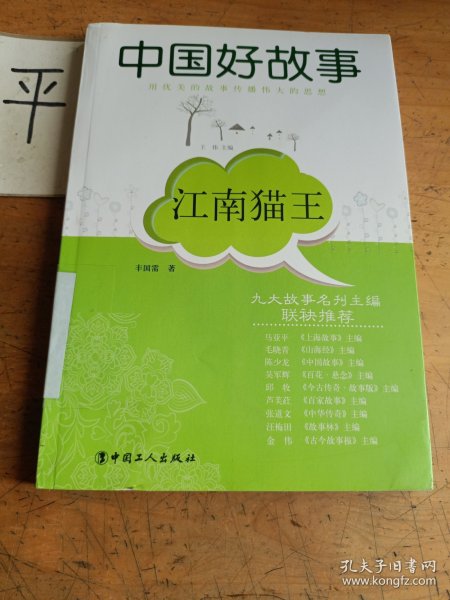 平
中国好故事
用优美的故事传播伟大的思想
王 伟 主编
江南猫王
丰国需 著
九大故事名刊主编
联袂推荐
马亚平 《上海故事》主编
毛晓青 《山海经》主编
陈少龙 《中国故事》主编
吴军辉 《百花·悬念》主编
邱 牧 《今古传奇·故事版》主编
芦芙荭 《百家故事》主编
张道文 《中华传奇》主编
汪梅田 《故事林》主编
金 伟 《古今故事报》主编
中国工人出版社
孔夫子旧书网
www.kongfz.com